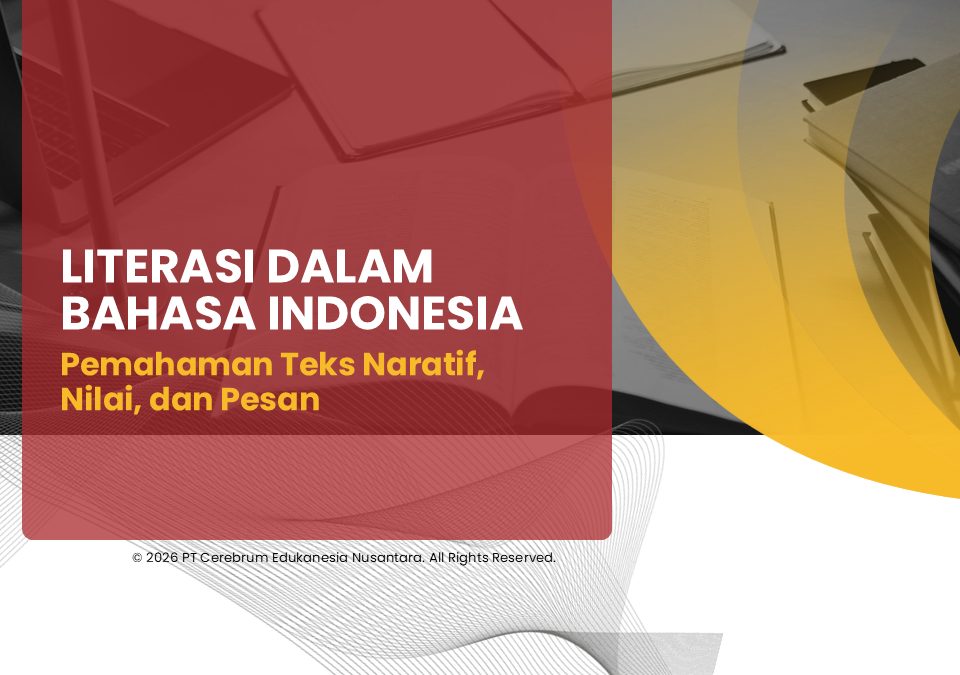 LITERASI DALAM
BAHASA INDONESIA
Pemahaman Teks Naratif,
Nilai, dan Pesan
© 2026 PT Cerebrum Edukanesia Nusantara. All Rights Reserved.